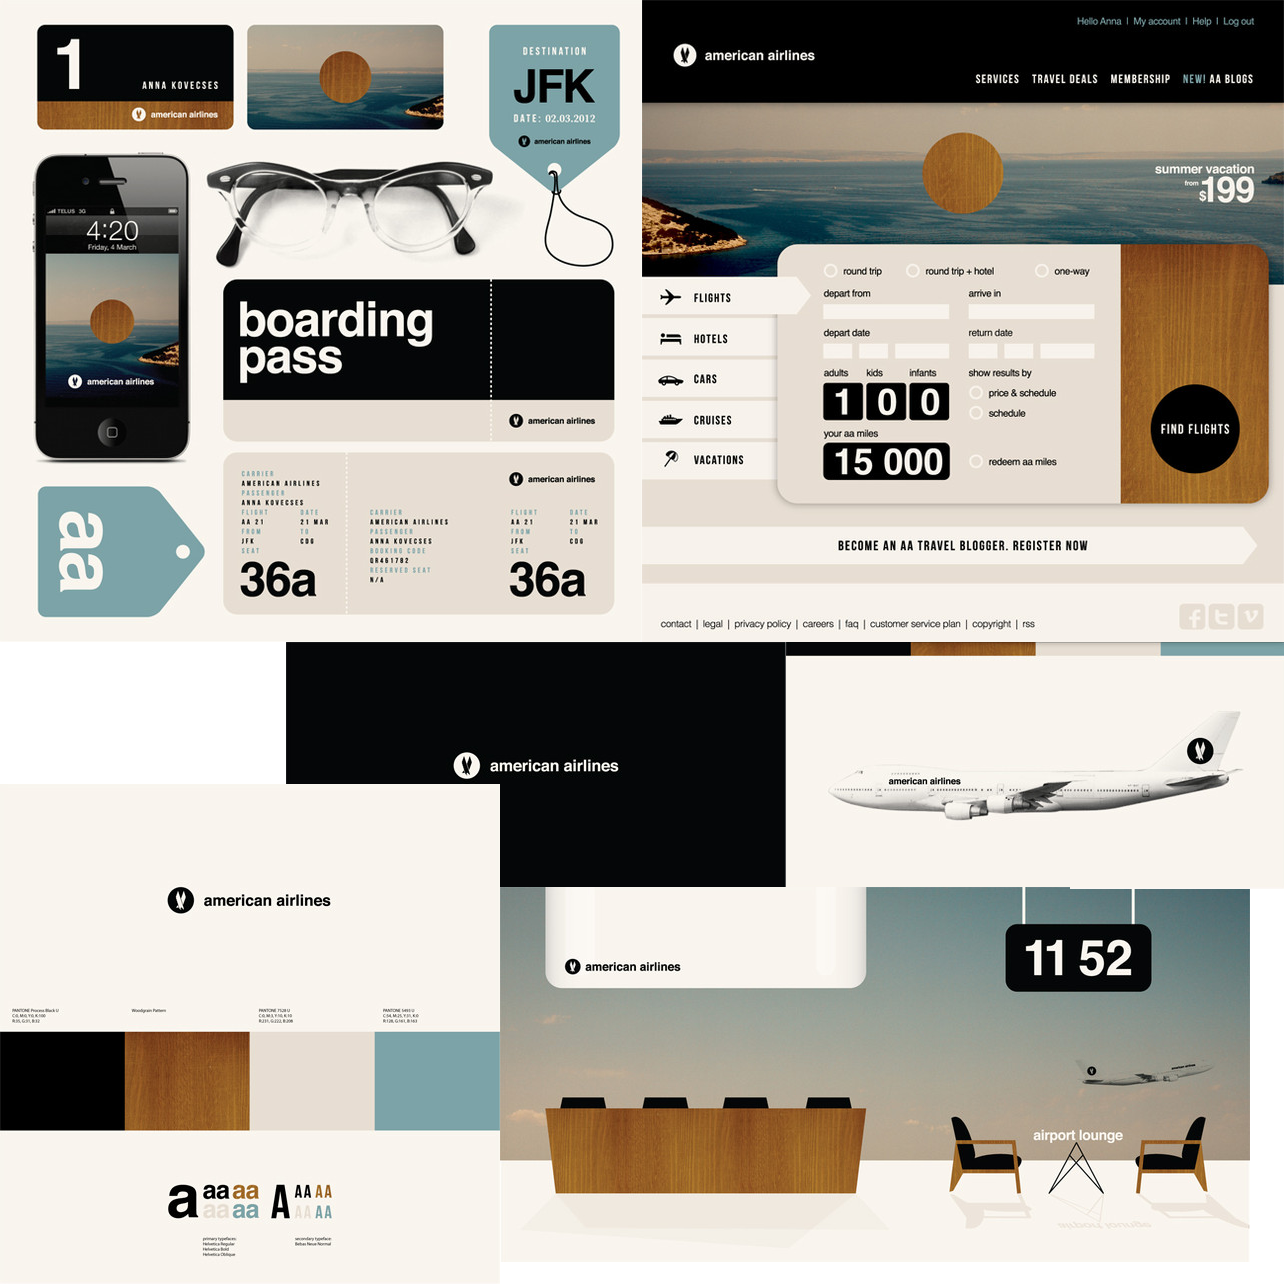 1
ANNA KOVECSES
american airlines
DESTINATION
JFK
DATE: 02.03.2012
american airlines
TELUS 3G
4:20
Friday, 4 March
american airlines
boarding
pass
american airlines
aa
CARRIER
AMERICAN AIRLINES
PASSENGER
ANNA KOVECSES
FLIGHT DATE
AA 21 21 MAR
FROM TO
JFK CDG
SEAT
36a
CARRIER
AMERICAN AIRLINES
PASSENGER
ANNA KOVECSES
BOOKING CODE
QR461782
RESERVED SEAT
N/A
american airlines
FLIGHT DATE
AA 21 21 MAR
FROM TO
JFK CDG
SEAT
36a
Hello Anna | My account | Help | Log out
american airlines
SERVICES TRAVEL DEALS MEMBERSHIP NEW! AA BLOGS
summer vacation
from
$199
FLIGHTS
HOTELS
CARS
CRUISES
VACATIONS
round trip round trip + hotel one-way
depart from arrive in
depart date return date
adults kids infants show results by
1 0 0
price & schedule
schedule
your aa miles
15 000
redeem aa miles
FIND FLIGHTS
BECOME AN AA TRAVEL BLOGGER. REGISTER NOW
contact | legal | privacy policy | careers | faq | customer service plan | copyright | rss
american airlines
american airlines
american airlines
PANTONE Process Black U
C:0, M:0, Y:0, K:100
R:35, G:31, B:32
Woodgrain Pattern
PANTONE 7528 U
C:0, M:3, Y:10, K:10
R:231, G:222, B:208
PANTONE 5493 U
C:54, M:25, Y:31, K:0
R:128, G:161, B:163
a aa aa
aa aa
A AA AA
AA AA
primary typefaces:
Helvetica Regular
Helvetica Bold
Helvetica Oblique
secondary typeface:
Bebas Neue Normal
american airlines
11 52
american airlines
airport lounge
airport lounge